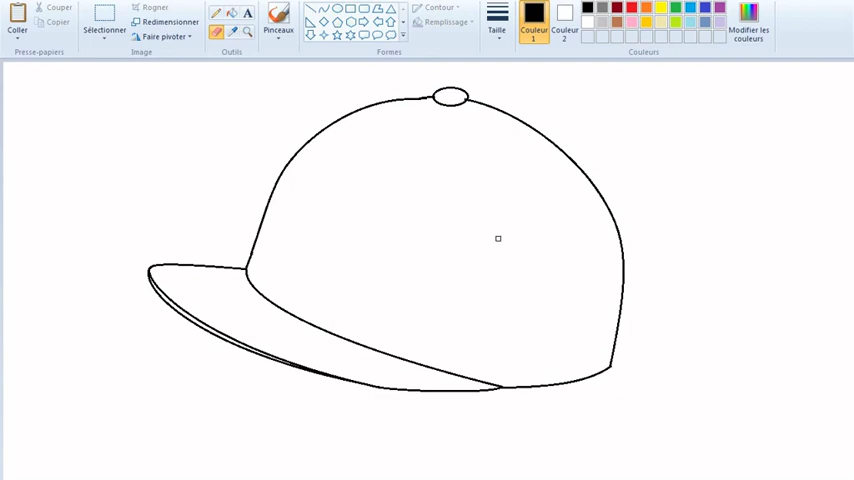 Coller
Couper
Copier
Presse-papiers
Sélectionner
Rogner
Redimensionner
Faire pivoter
Image
A
Outils
Pinceaux
Contour
Remplissage
Formes
Taille
Couleur 1
Couleur 2
Modifier les couleurs
Couleurs